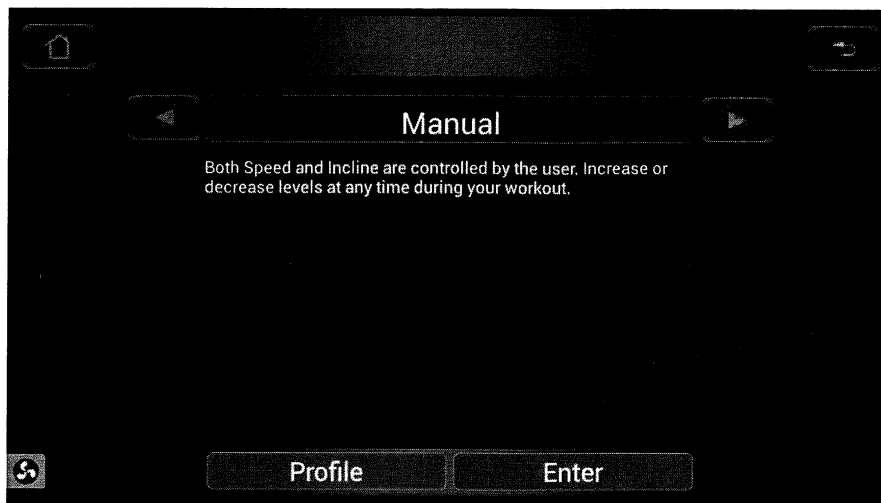 Manual
Both Speed and Incline are controlled by the user. Increase or
decrease levels at any time during your workout.
Profile
Enter